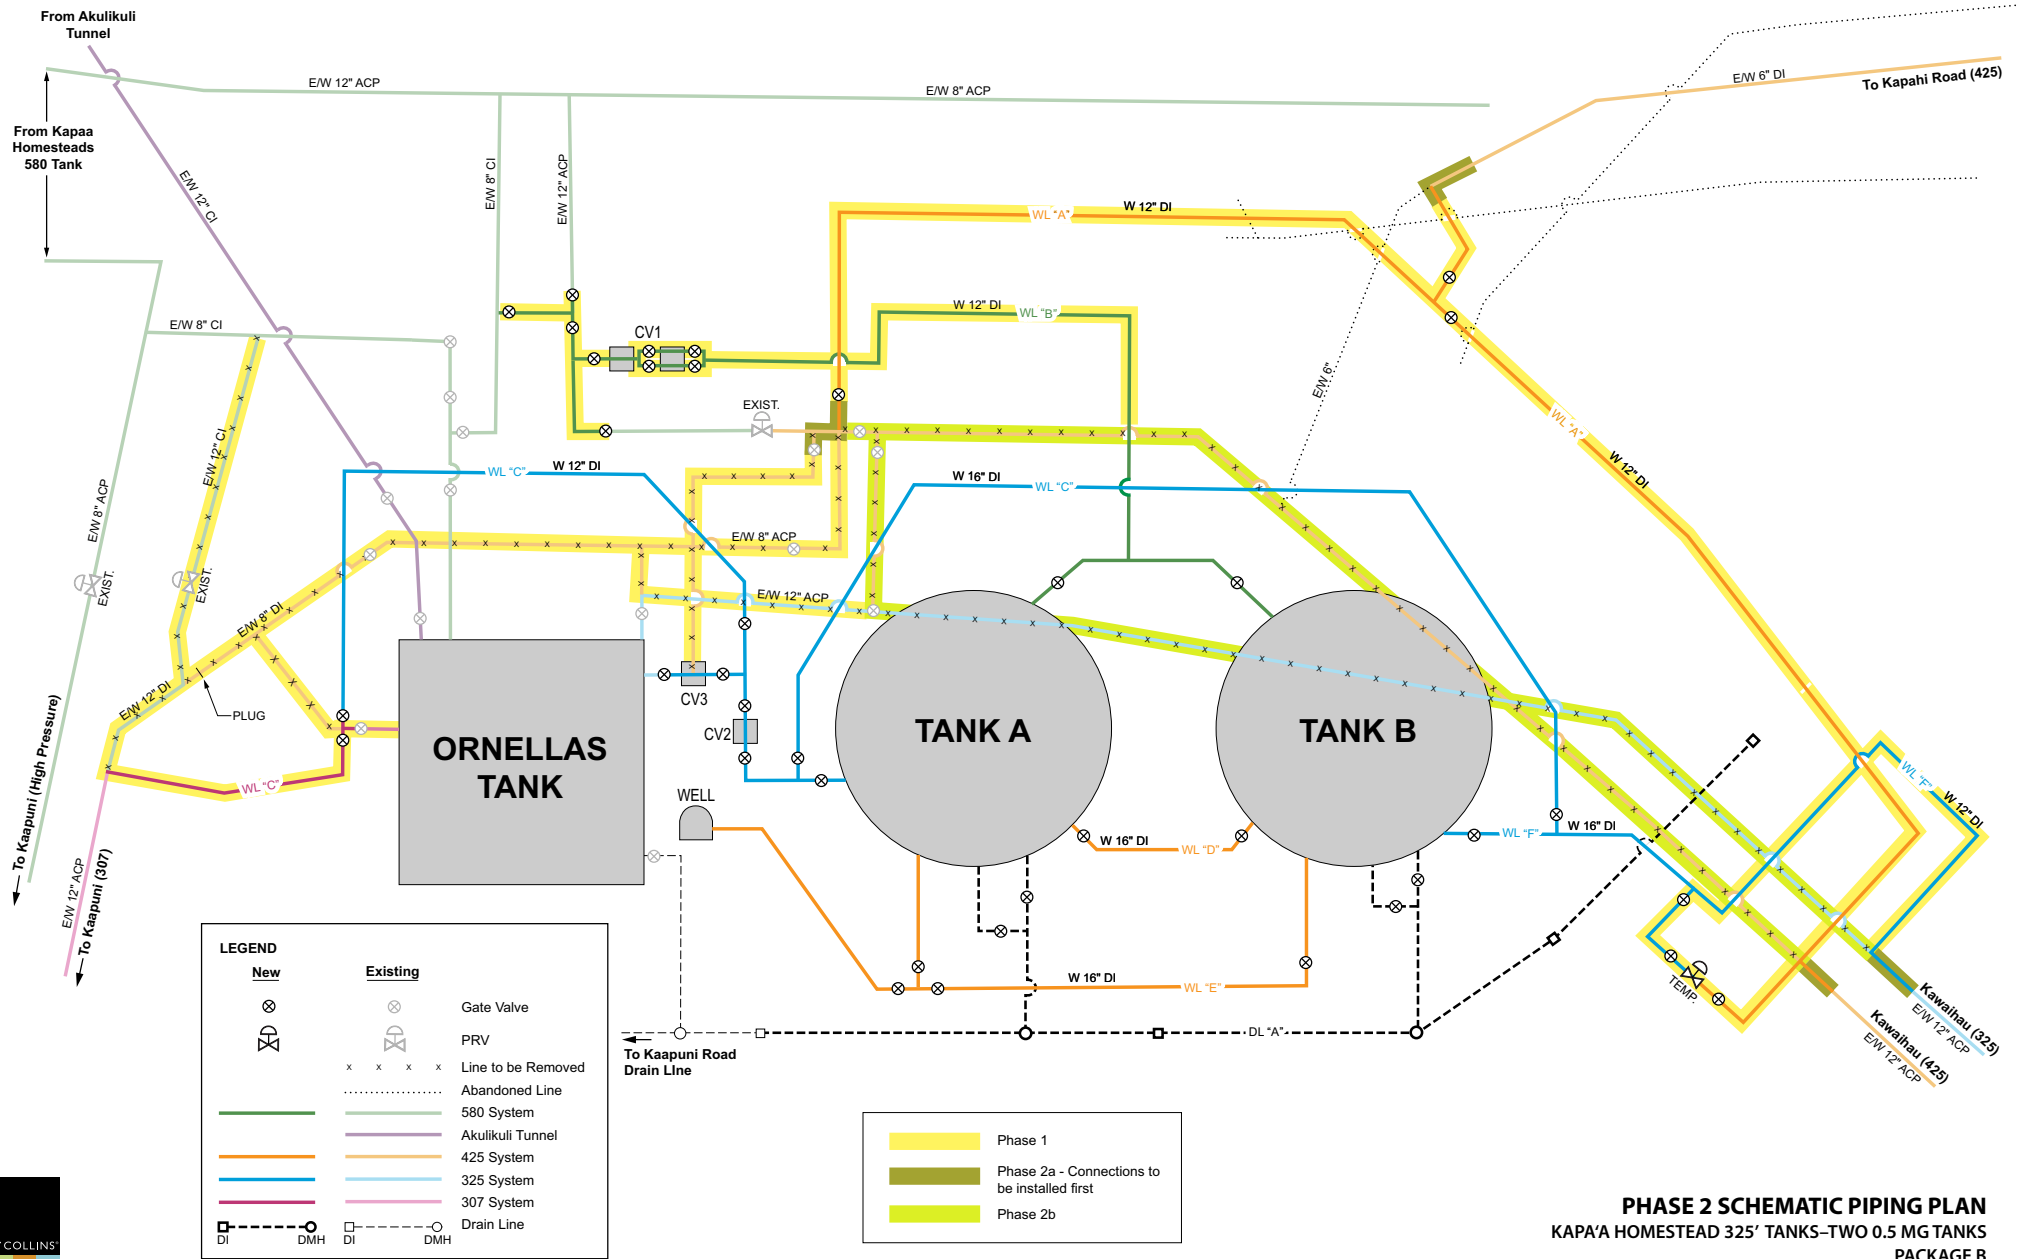 From Akulikuli
Tunnel
E/W 12" ACP
E/W 8" ACP
E/W 6" DI
To Kapahi Road (425)
From Kapaa
Homesteads
580 Tank
E/W 12" CI
E/W 8" CI
E/W 12" ACP
WL "A"
W 12" DI
E/W 8" CI
CV1
W 12" DI
WL "B"
E/W 6"
EXIST.
WL "A"
W 12" DI
E/W 12" CI
WL "C"
W 12" DI
W 16" DI
WL "C"
E/W 8" ACP
E/W 8" ACP
EXIST.
EXIST.
E/W 12" ACP
E/W 8" DI
E/W 12" DI
PLUG
CV3
CV2
ORNELLAS
TANK
TANK A
TANK B
To Kaapuni (High Pressure)
WL "C"
WELL
W 16" DI
WL "D"
WL "F"
W 16" DI
WL "F"
W 12" DI
E/W 12" ACP
To Kaapuni (307)
W 16" DI
WL "E"
TEMP.
DL "A"
To Kaapuni Road
Drain LIne
Kawaihau (325)
E/W 12" ACP
Kawaihau (425)
E/W 12" ACP
LEGEND
New
Existing
Gate Valve
PRV
x x x x Line to be Removed
Abandoned Line
580 System
Akulikuli Tunnel
425 System
325 System
307 System
Drain Line
DI DMH DI DMH
Phase 1
Phase 2a - Connections to
be installed first
Phase 2b
PHASE 2 SCHEMATIC PIPING PLAN
KAPA'A HOMESTEAD 325' TANKS–TWO 0.5 MG TANKS
PACKAGE B
COLLINS